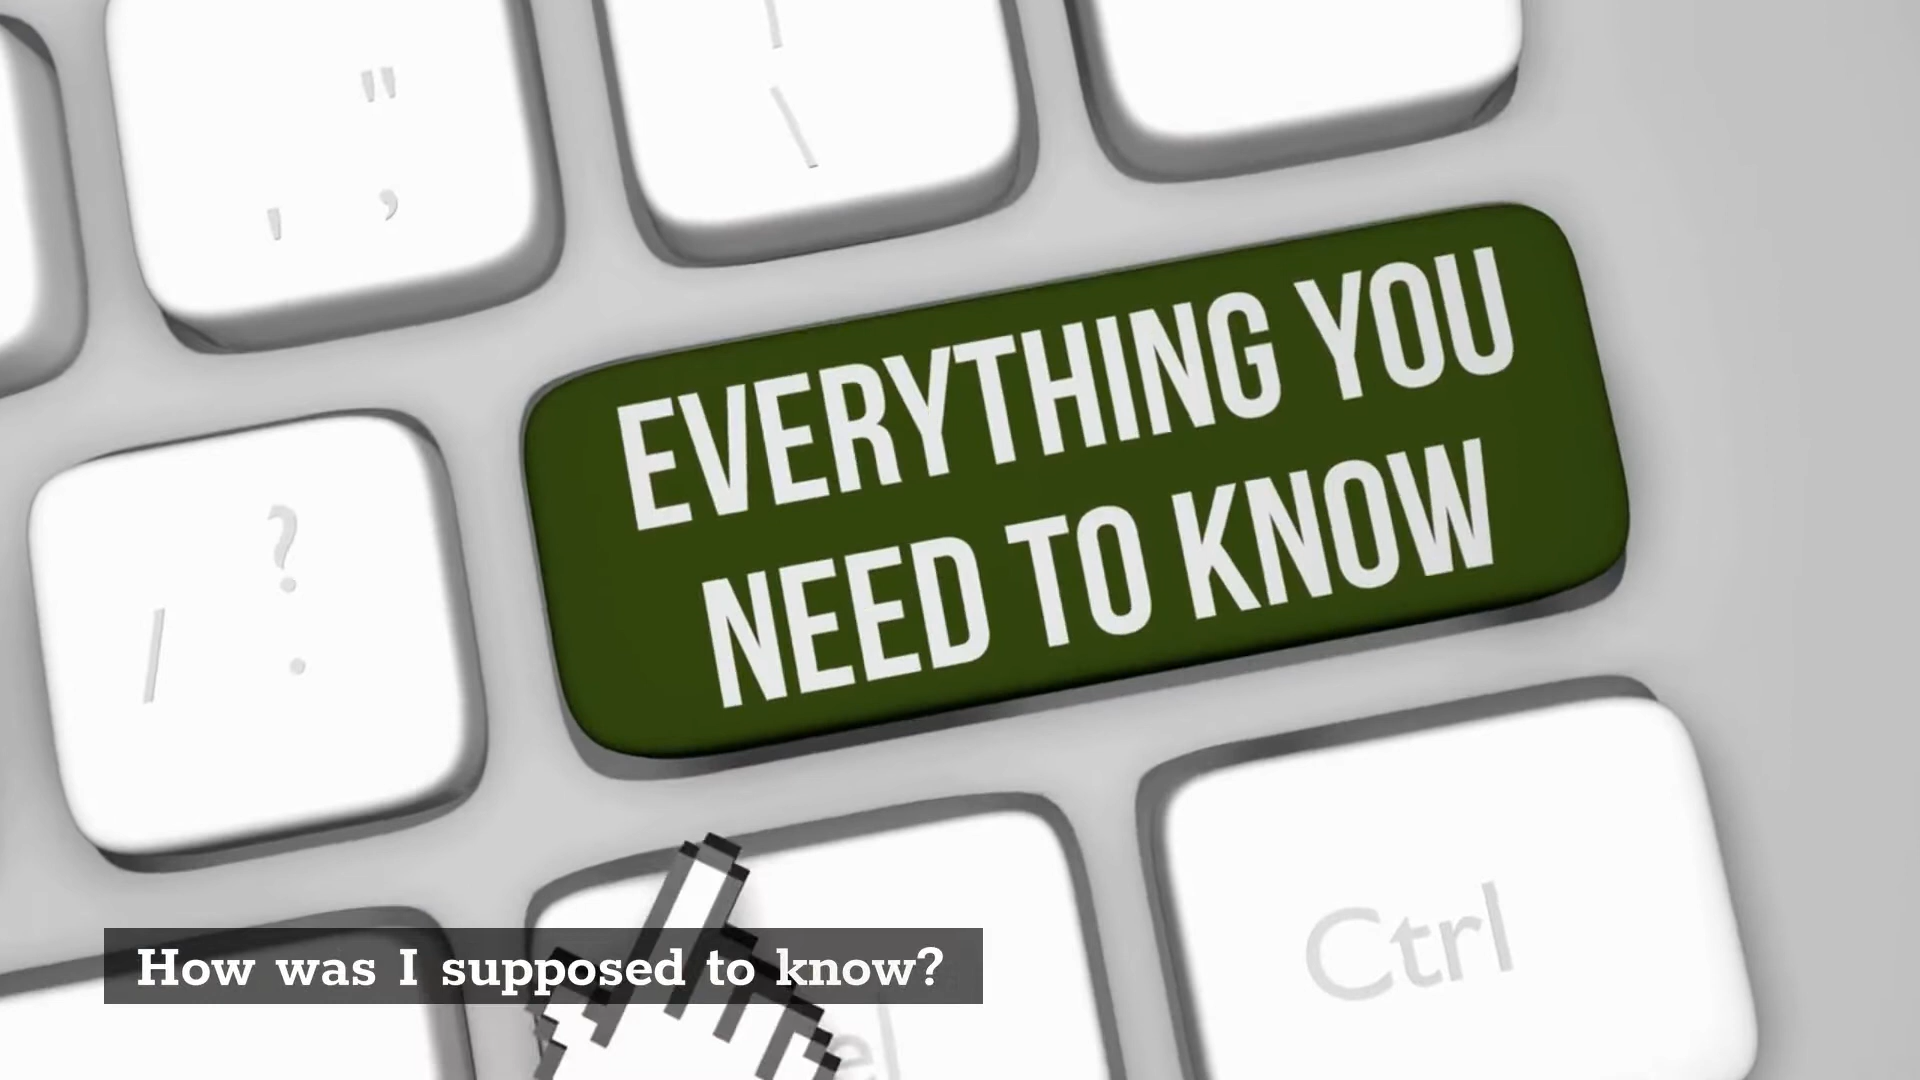 "
' ,
|
\
EVERYTHING YOU
NEED TO KNOW
?
/ .
Ctrl
How was I supposed to know?